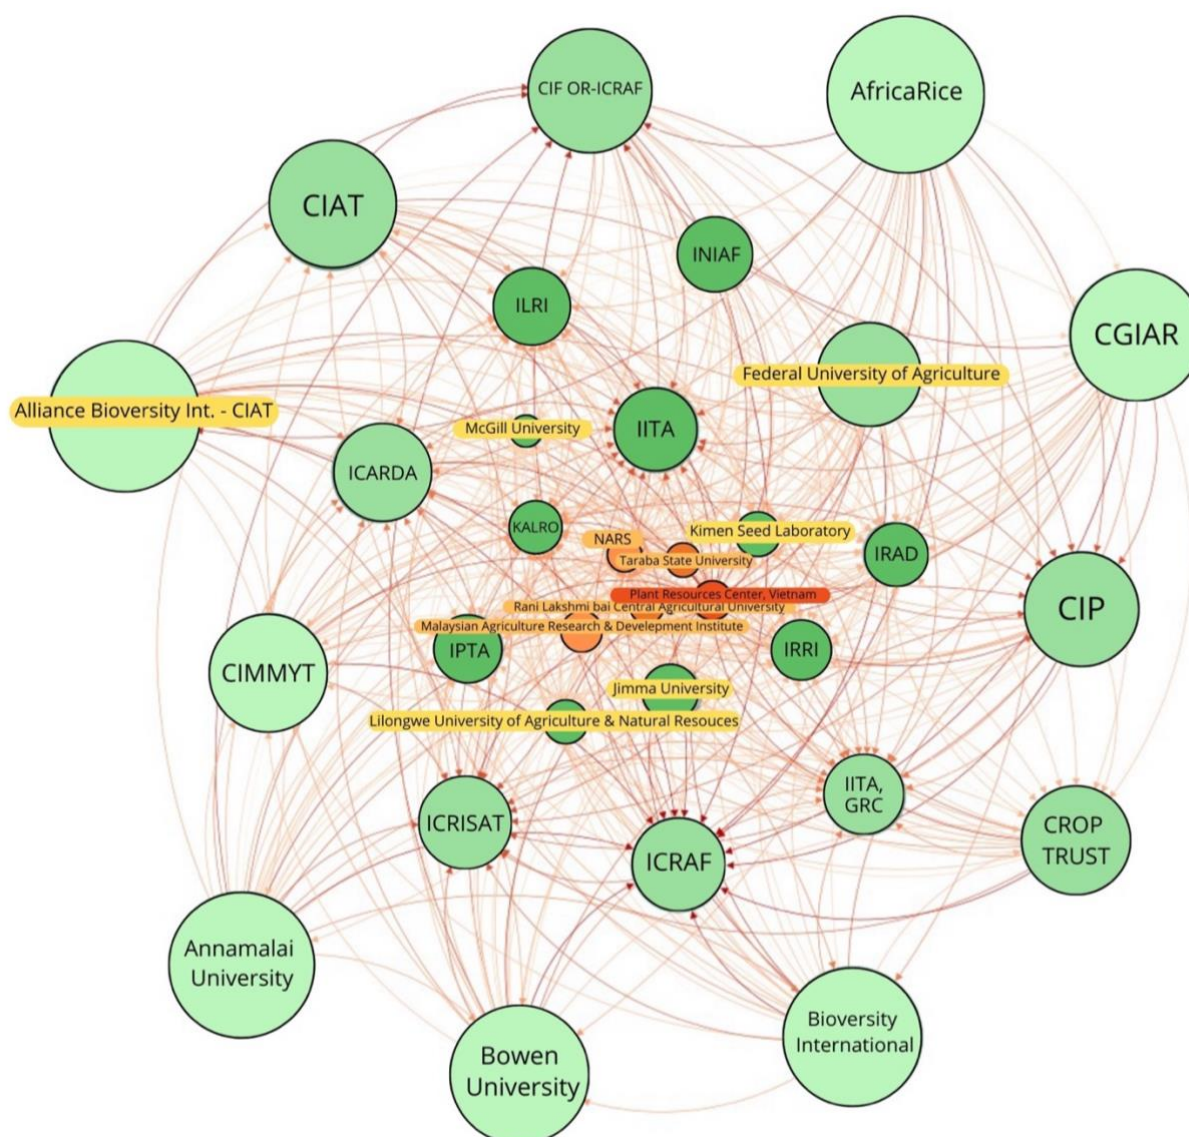 CIF OR-ICRAF
AfricaRice
CIAT
INIAF
ILRI
CGIAR
Federal University of Agriculture
Alliance Bioversity Int. - CIAT
McGill University
IITA
ICARDA
KALRO
Kimen Seed Laboratory
NARS
IRAD
Taraba State University
Plant Resources Center, Vietnam
Rani Lakshmi bai Central Agricultural University
CIP
Malaysian Agriculture Research & Develepment Institute
IPTA
IRRI
CIMMYT
Jimma University
Lilongwe University of Agriculture & Natural Resouces
IITA,
GRC
ICRISAT
CROP
TRUST
ICRAF
Annamalai
University
Bioversity
International
Bowen
University